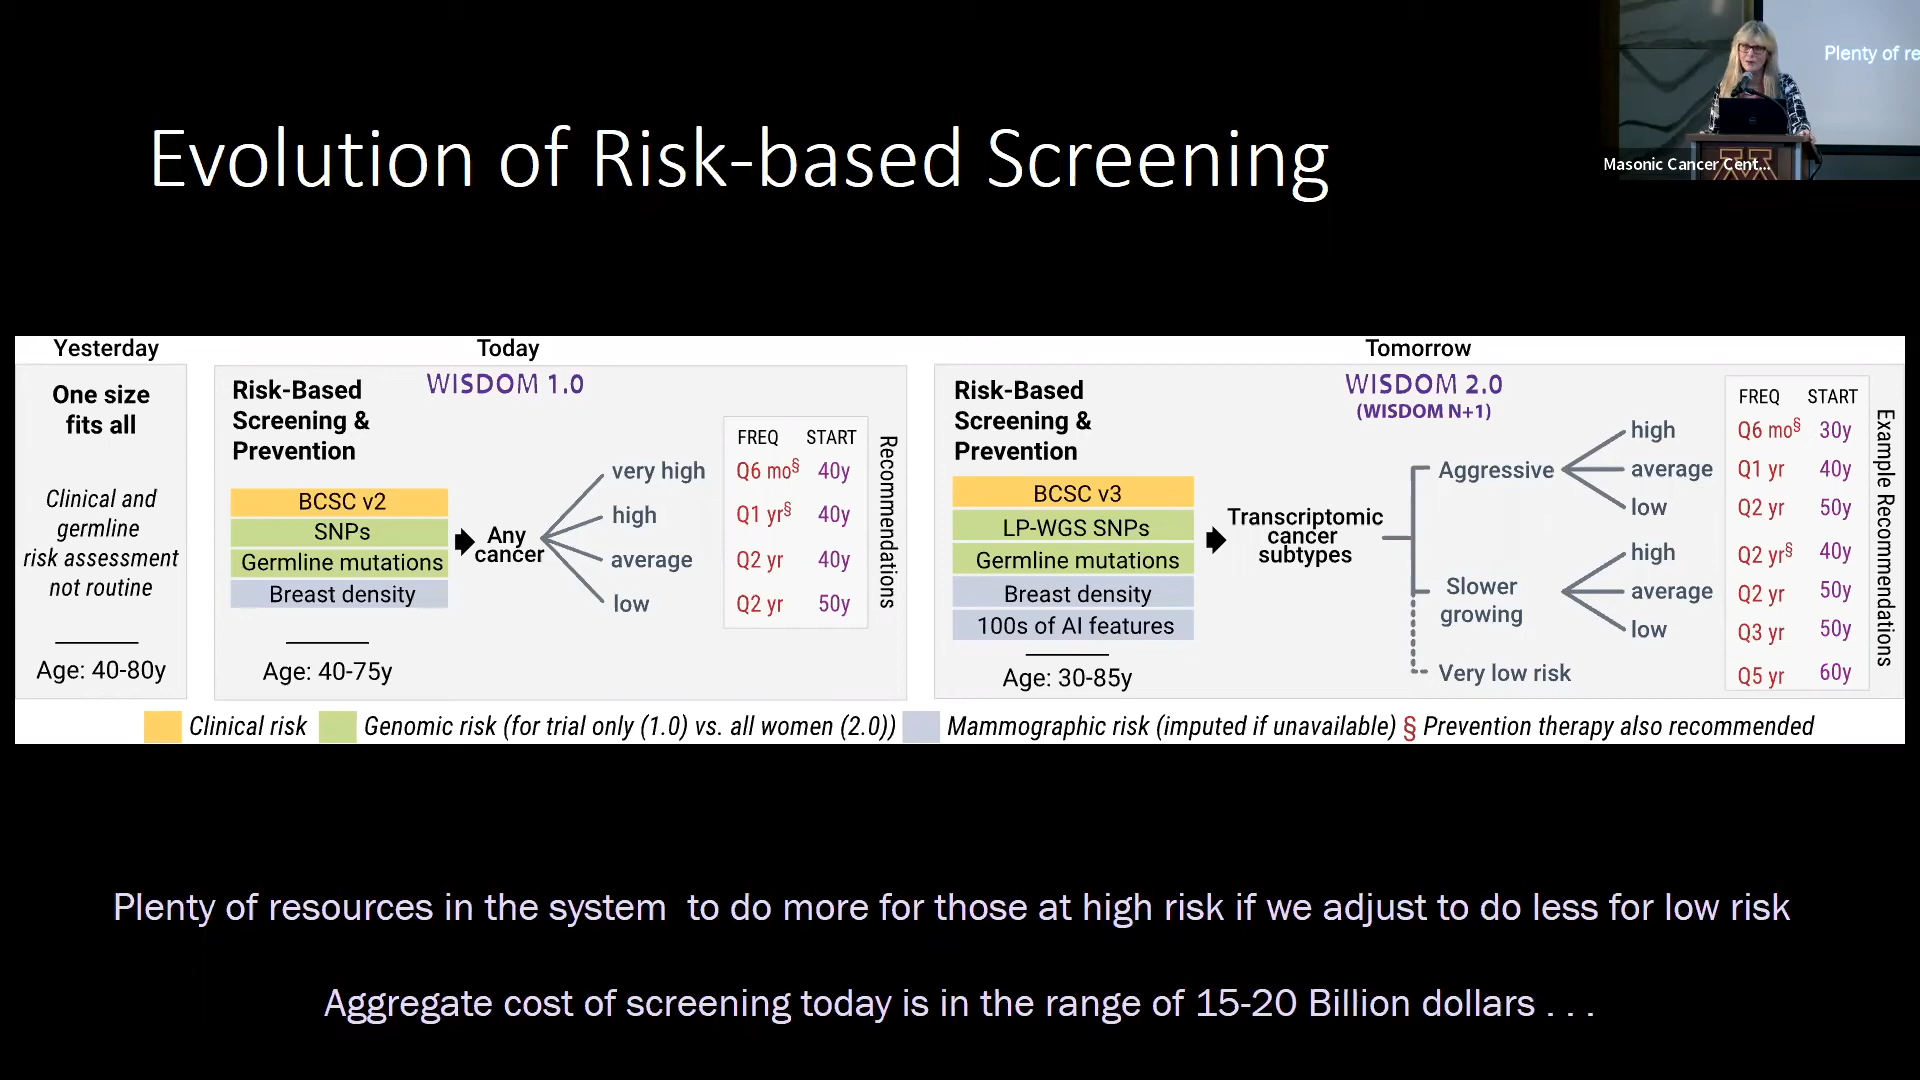 Plenty of re
Masonic Cancer Cent...
Evolution of Risk-based Screening
Yesterday
One size
fits all
Clinical and
germline
risk assessment
not routine
Age: 40-80y
Today
WISDOM 1.0
Risk-Based
Screening &
Prevention
BCSC v2
SNPs
Germline mutations
Breast density
Age: 40-75y
Any
cancer
very high
high
average
low
FREQ START
Q6 mo§ 40y
Q1 yr§ 40y
Q2 yr 40y
Q2 yr 50y
Recommendations
Tomorrow
WISDOM 2.0
(WISDOM N+1)
Risk-Based
Screening &
Prevention
BCSC v3
LP-WGS SNPs
Germline mutations
Breast density
100s of AI features
Age: 30-85y
Transcriptomic
cancer
subtypes
Aggressive
high
average
low
Slower
growing
high
average
low
Very low risk
FREQ START
Q6 mo§ 30y
Q1 yr 40y
Q2 yr 50y
Q2 yr§ 40y
Q2 yr 50y
Q3 yr 50y
Q5 yr 60y
Example Recommendations
Clinical risk
Genomic risk (for trial only (1.0) vs. all women (2.0))
Mammographic risk (imputed if unavailable)
§ Prevention therapy also recommended
Plenty of resources in the system to do more for those at high risk if we adjust to do less for low risk
Aggregate cost of screening today is in the range of 15-20 Billion dollars . . .